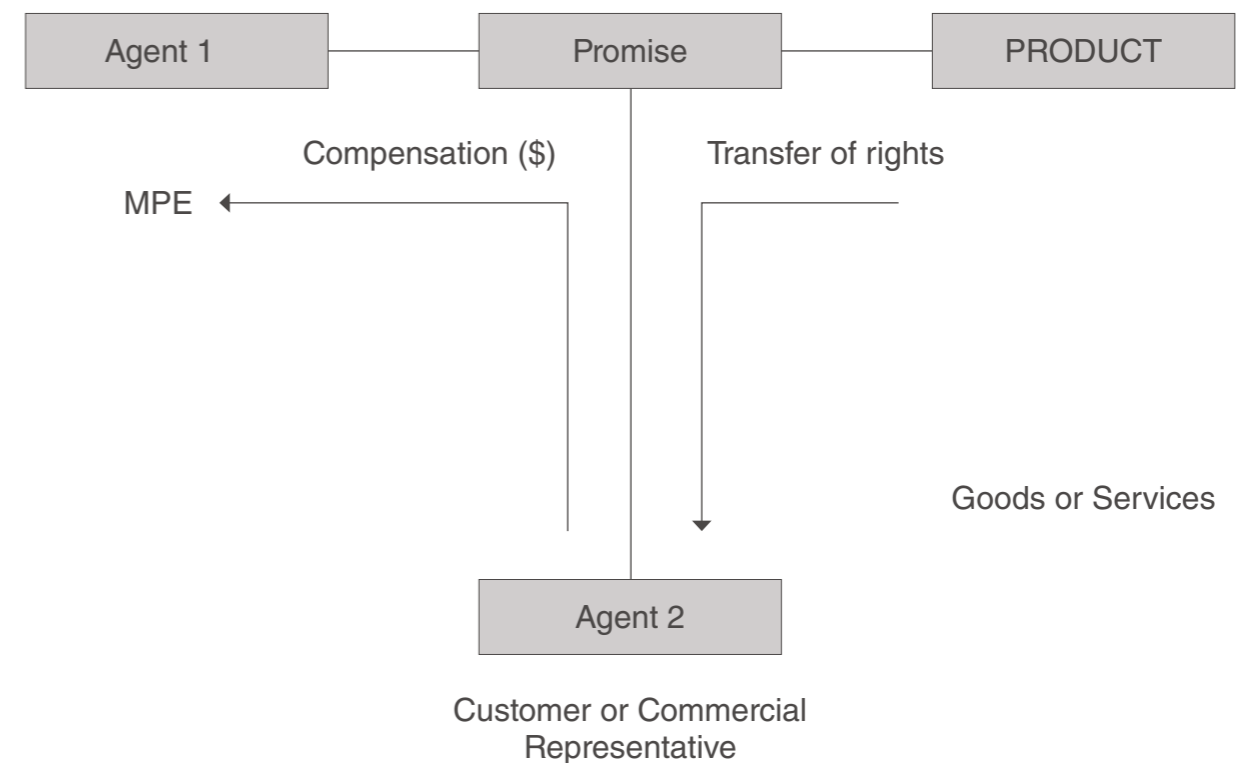 Agent 1
Promise
PRODUCT
Compensation ($)
Transfer of rights
MPE
Goods or Services
Agent 2
Customer or Commercial
Representative